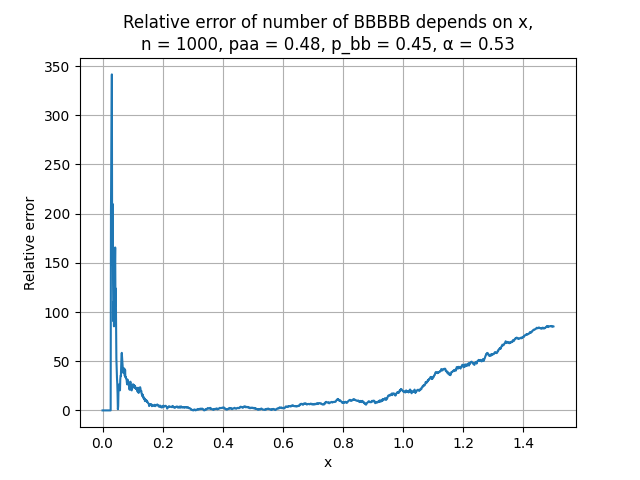 Relative error of number of BBBBB depends on x,
n = 1000, paa = 0.48, p_bb = 0.45, α = 0.53
350
300
250
200
150
100
50
0
Relative error
0.0 0.2 0.4 0.6 0.8 1.0 1.2 1.4
x